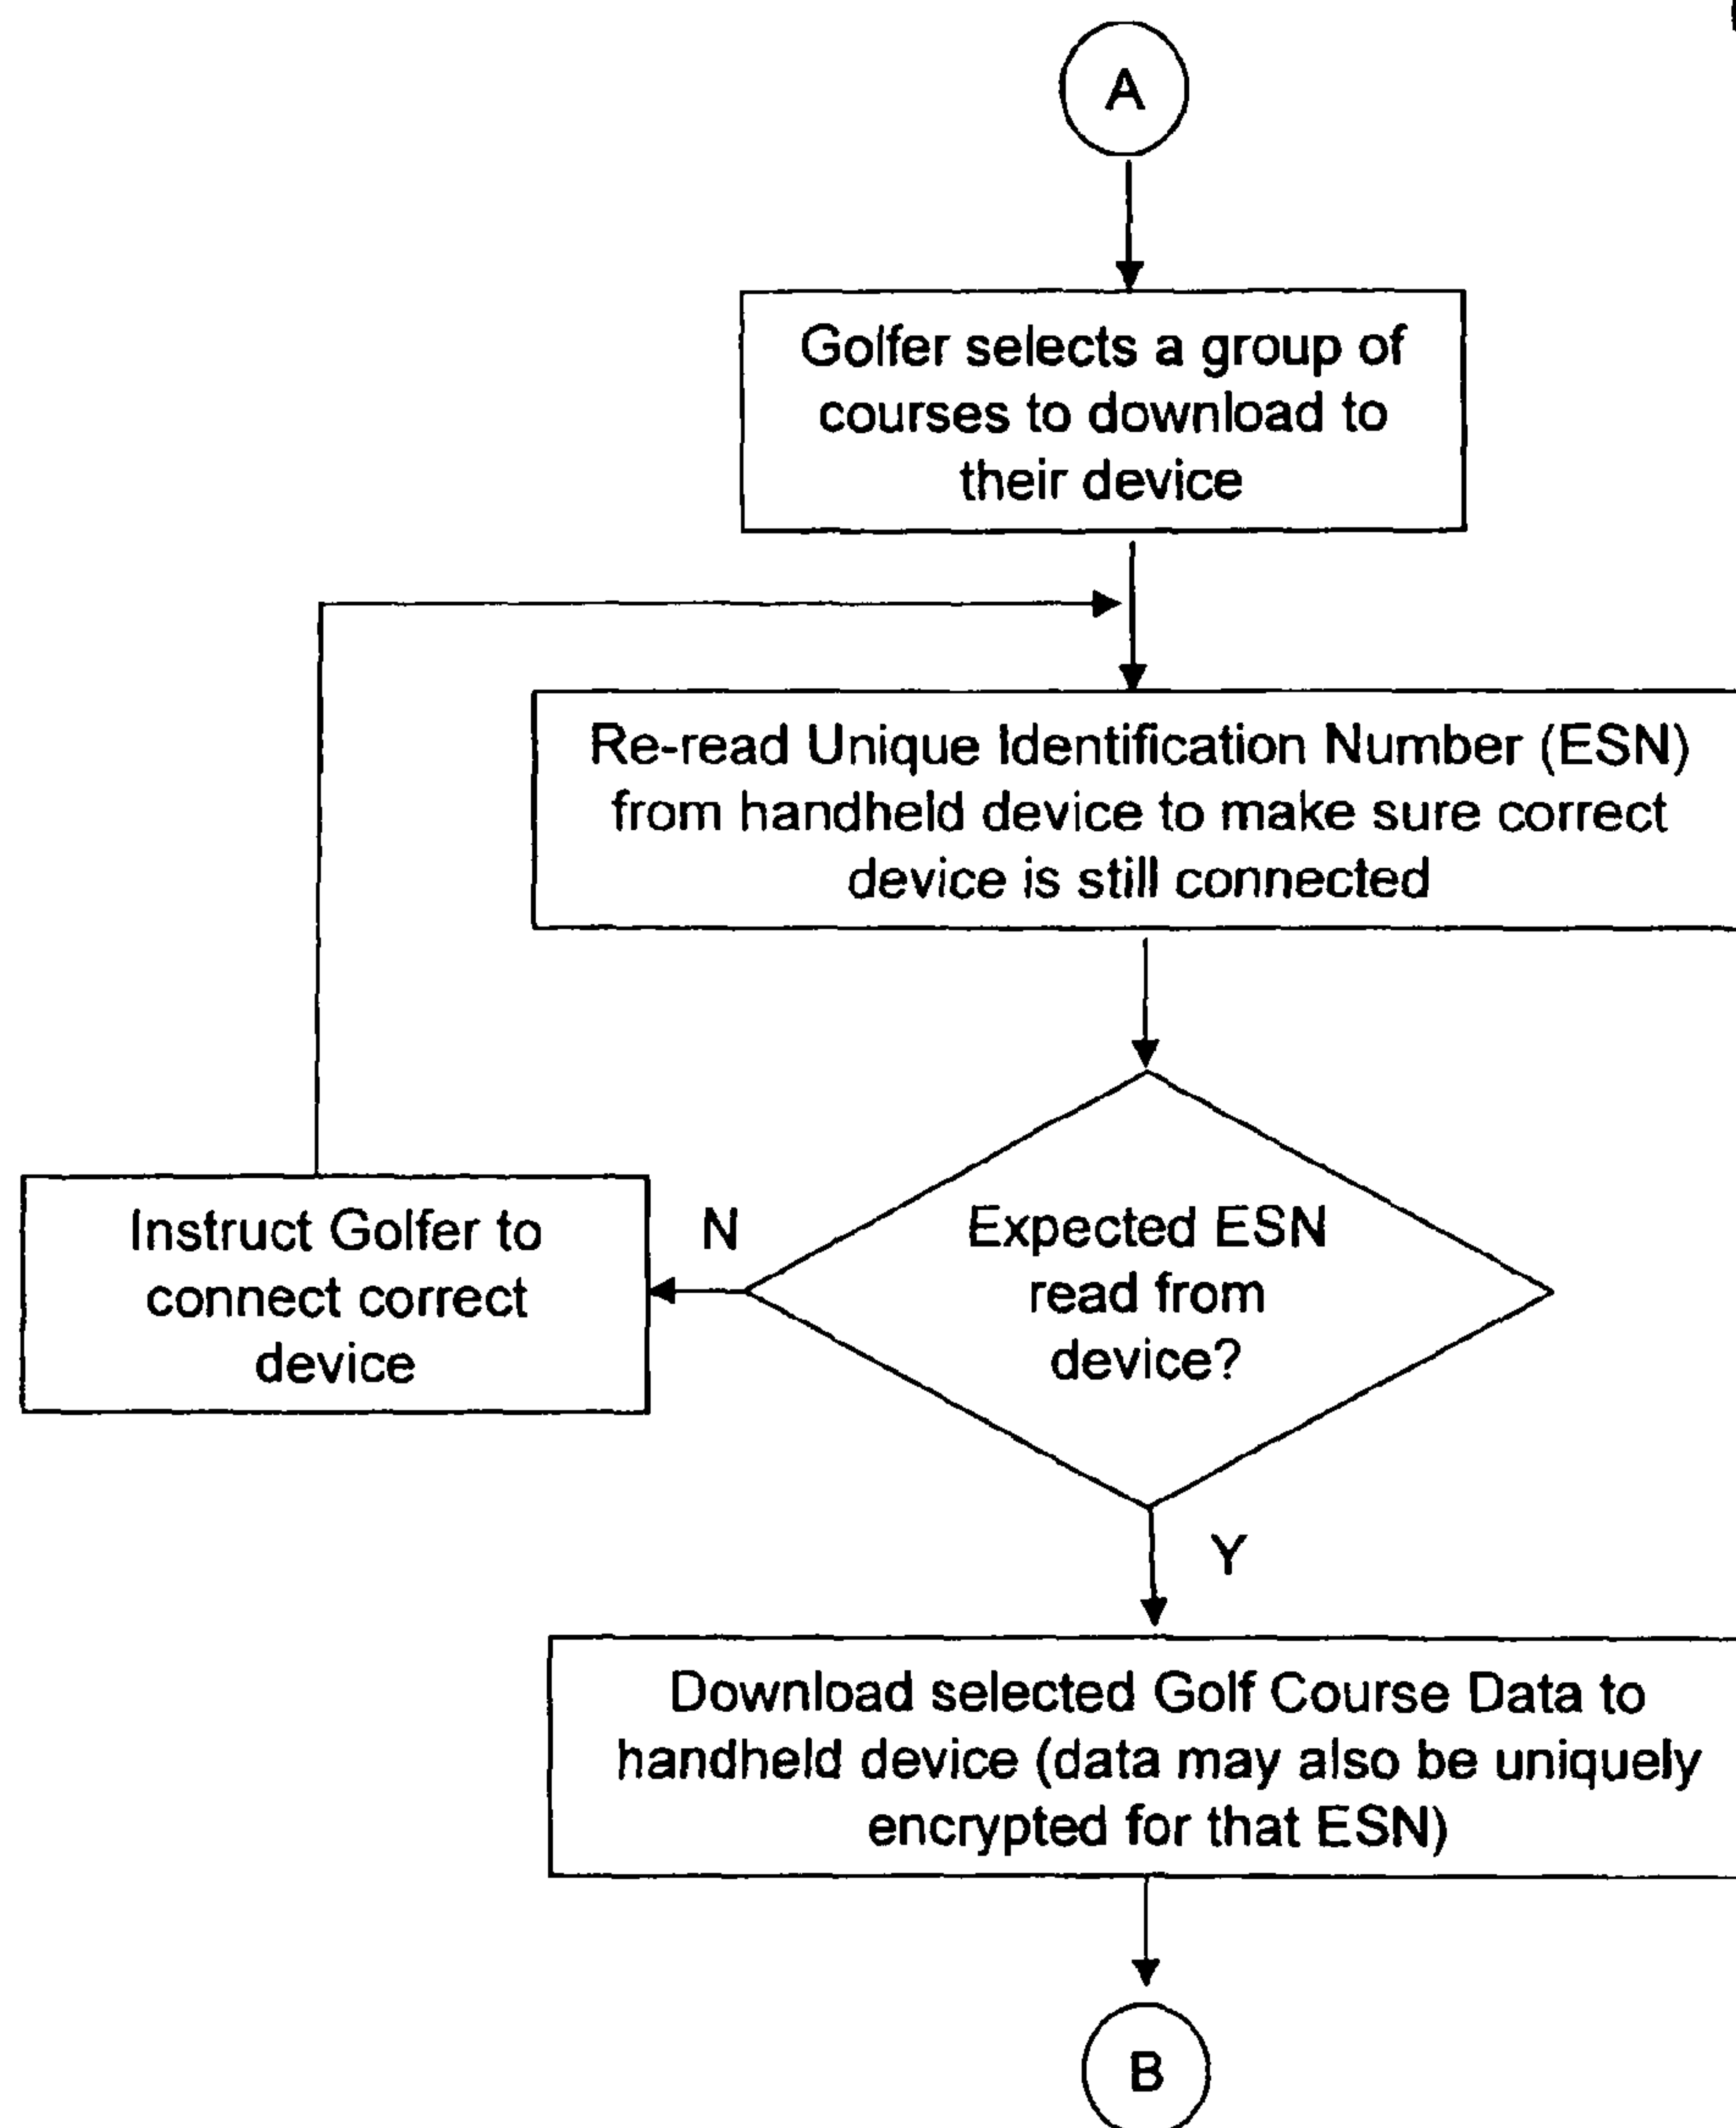 A
Golfer selects a group of
courses to download to
their device
Re-read Unique Identification Number (ESN)
from handheld device to make sure correct
device is still connected
Expected ESN
read from
device?
N
Instruct Golfer to
connect correct
device
Y
Download selected Golf Course Data to
handheld device (data may also be uniquely
encrypted for that ESN)
B